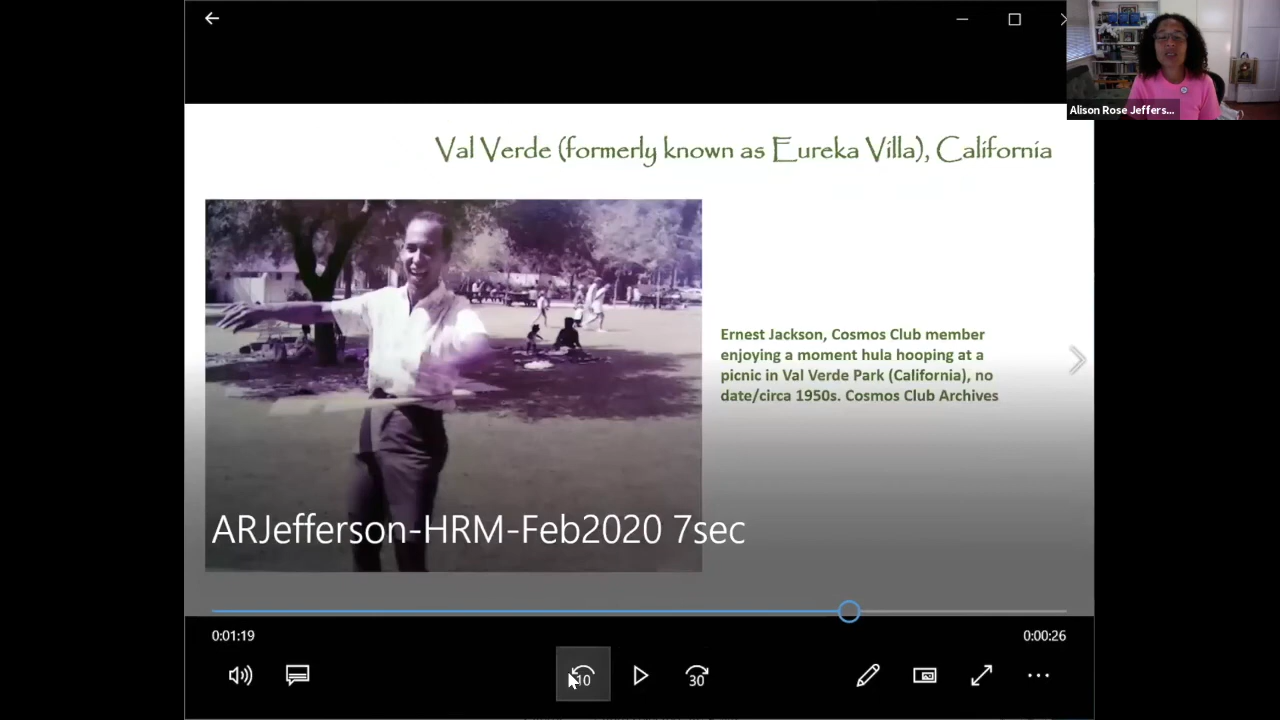 Alison Rose Jeffers...
Val Verde (formerly known as Eureka Villa), California
Ernest Jackson, Cosmos Club member
enjoying a moment hula hooping at a
picnic in Val Verde Park (California), no
date/circa 1950s. Cosmos Club Archives
ARJefferson-HRM-Feb2020 7sec
0:01:19
0:00:26
10
30